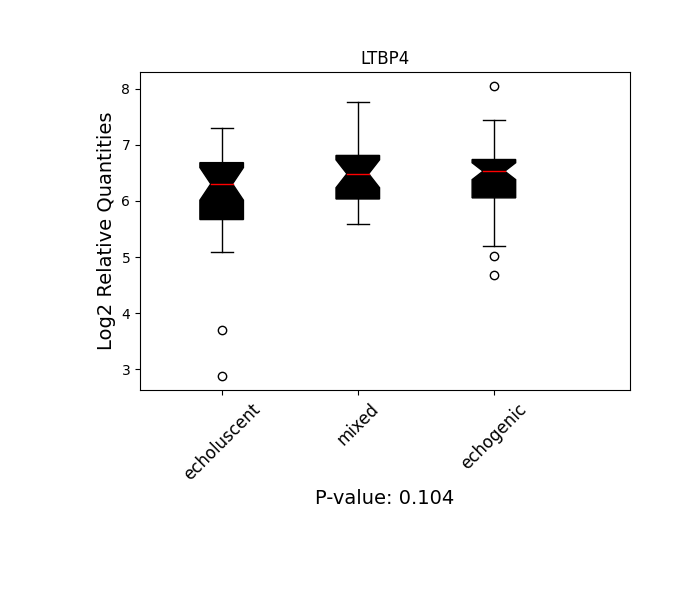 LTBP4
Log2 Relative Quantities
8
7
6
5
4
3
echoluscent
mixed
echogenic
P-value: 0.104